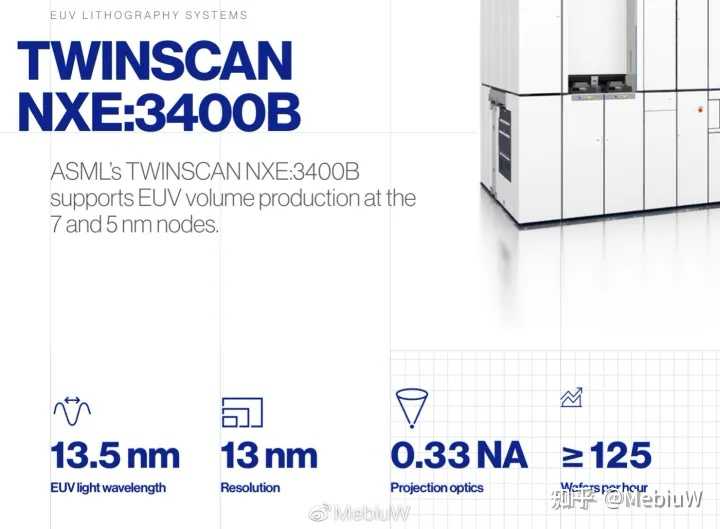 EUV LITHOGRAPHY SYSTEMS
TWINSCAN
NXE:3400B
ASML's TWINSCAN NXE:3400B
supports EUV volume production at the
7 and 5 nm nodes.
13.5 nm
13 nm
0.33 NA
≥ 125
EUV light wavelength
Resolution
Projection optics
Wafers per hour
知乎 @MebiuW
MebiuW